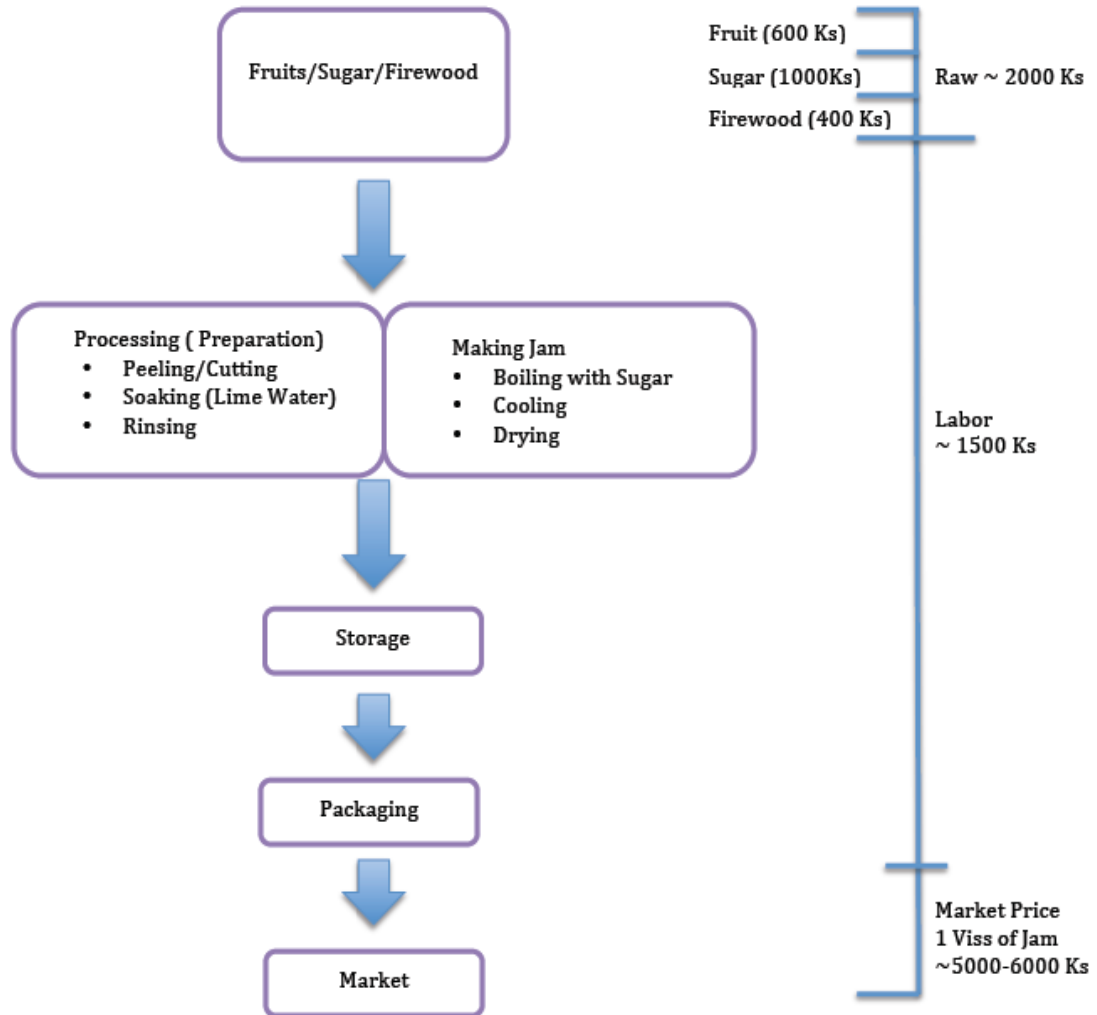 Fruits/Sugar/Firewood
Fruit (600 Ks)
Sugar (1000Ks)
Firewood (400 Ks)
Raw ~ 2000 Ks
Processing ( Preparation)
• Peeling/Cutting
• Soaking (Lime Water)
• Rinsing
Making Jam
• Boiling with Sugar
• Cooling
• Drying
Labor
~ 1500 Ks
Storage
Packaging
Market
Market Price
1 Viss of Jam
~5000-6000 Ks